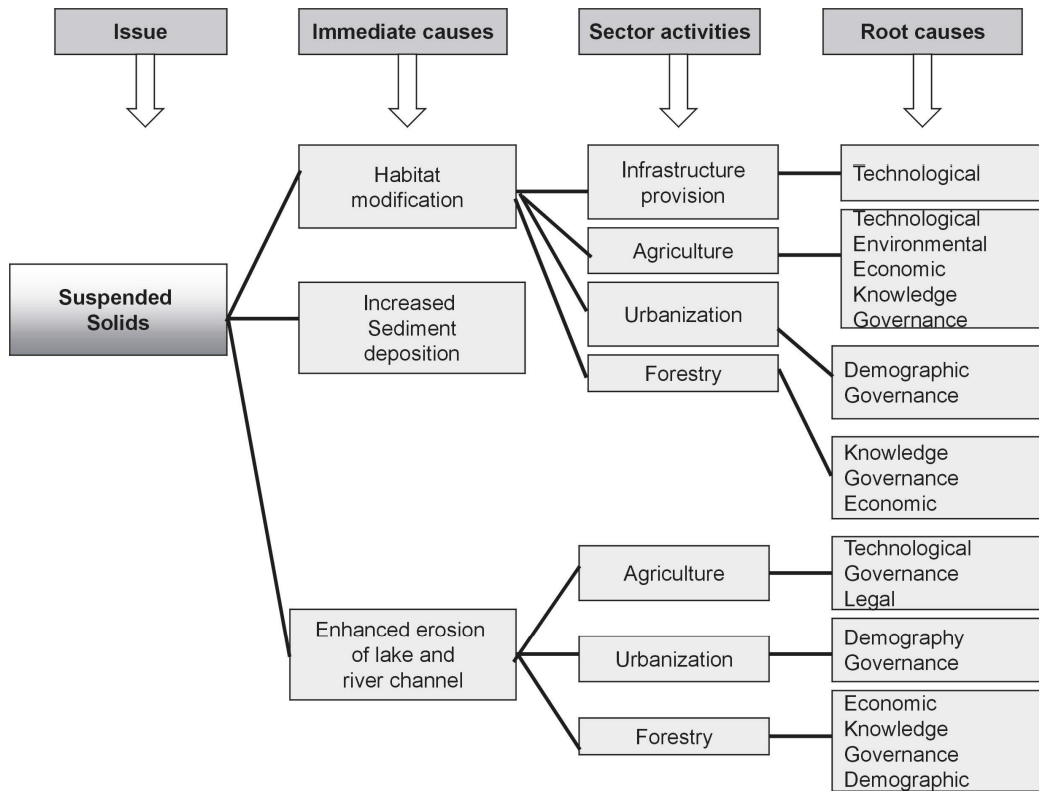 Issue
Immediate causes
Sector activities
Root causes
Suspended
Solids
Habitat
modification
Increased
Sediment
deposition
Enhanced erosion
of lake and
river channel
Infrastructure
provision
Agriculture
Urbanization
Forestry
Agriculture
Urbanization
Forestry
Technological
Technological
Environmental
Economic
Knowledge
Governance
Demographic
Governance
Knowledge
Governance
Economic
Technological
Governance
Legal
Demography
Governance
Economic
Knowledge
Governance
Demographic